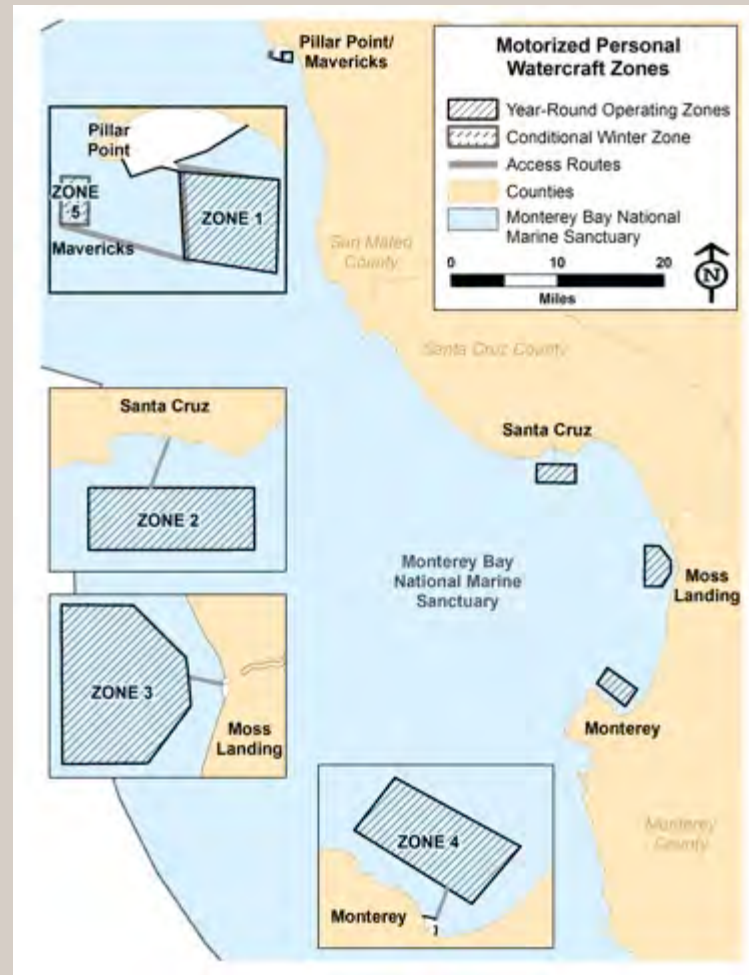 Pillar Point/
Mavericks
Motorized Personal
Watercraft Zones
Year-Round Operating Zones
Conditional Winter Zone
Access Routes
Counties
Monterey Bay National
Marine Sanctuary
0 10 20
Miles
N
Pillar
Point
ZONE
5
ZONE 1
Mavericks
San Mateo
County
Santa Cruz County
Santa Cruz
ZONE 2
Santa Cruz
Monterey Bay
National Marine
Sanctuary
Moss
Landing
ZONE 3
Moss
Landing
Monterey
ZONE 4
Monterey
Monterey
County